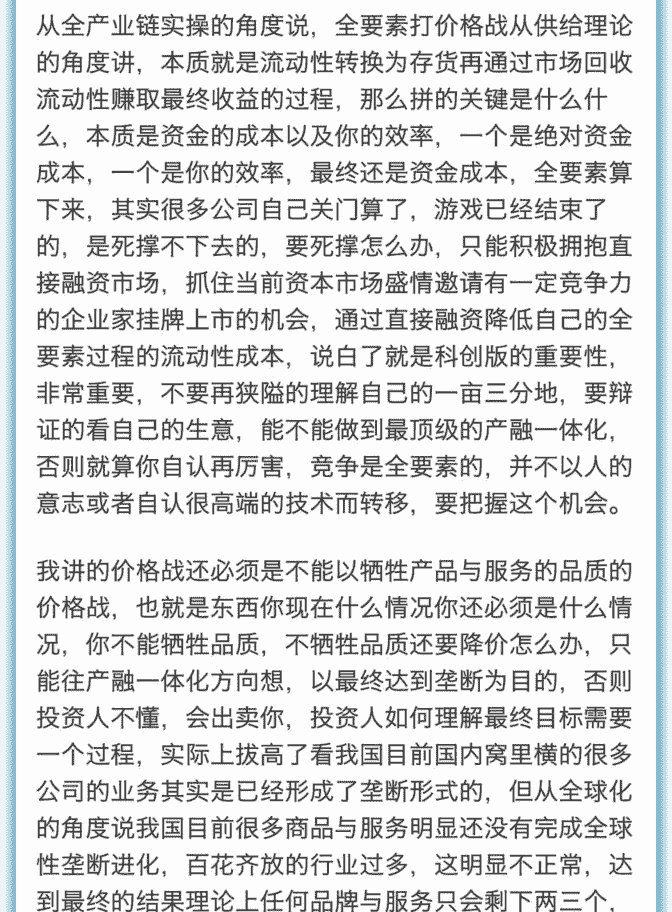 从全产业链实操的角度说，全要素打价格战从供给理论
的角度讲，本质就是流动性转换为存货再通过市场回收
流动性赚取最终收益的过程，那么拼的关键是什么什
么，本质是资金的成本以及你的效率，一个是绝对资金
成本，一个是你的效率，最终还是资金成本，全要素算
下来，其实很多公司自己关门算了，游戏已经结束了
的，是死撑不下去的，要死撑怎么办，只能积极拥抱直
接融资市场，抓住当前资本市场盛情邀请有一定竞争力
的企业家挂牌上市的机会，通过直接融资降低自己的全
要素过程的流动性成本，说白了就是科创版的重要性，
非常重要，不要再狭隘的理解自己的一亩三分地，要辩
证的看自己的生意，能不能做到最顶级的产融一体化，
否则就算你自认再厉害，竞争是全要素的，并不以人的
意志或者自认很高端的技术而转移，要把握这个机会。
我讲的价格战还必须是不能以牺牲产品与服务的品质的
价格战，也就是东西你现在什么情况你还必须是什么情
况，你不能牺牲品质，不牺牲品质还要降价怎么办，只
能往产融一体化方向想，以最终达到垄断为目的，否则
投资人不懂，会出卖你，投资人如何理解最终目标需要
一个过程，实际上拔高了看我国目前国内窝里横的很多
公司的业务其实是已经形成了垄断形式的，但从全球化
的角度说我国目前很多商品与服务明显还没有完成全球
性垄断进化，百花齐放的行业过多，这明显不正常，达
到最终的结果理论上任何品牌与服务只会剩下两三个，